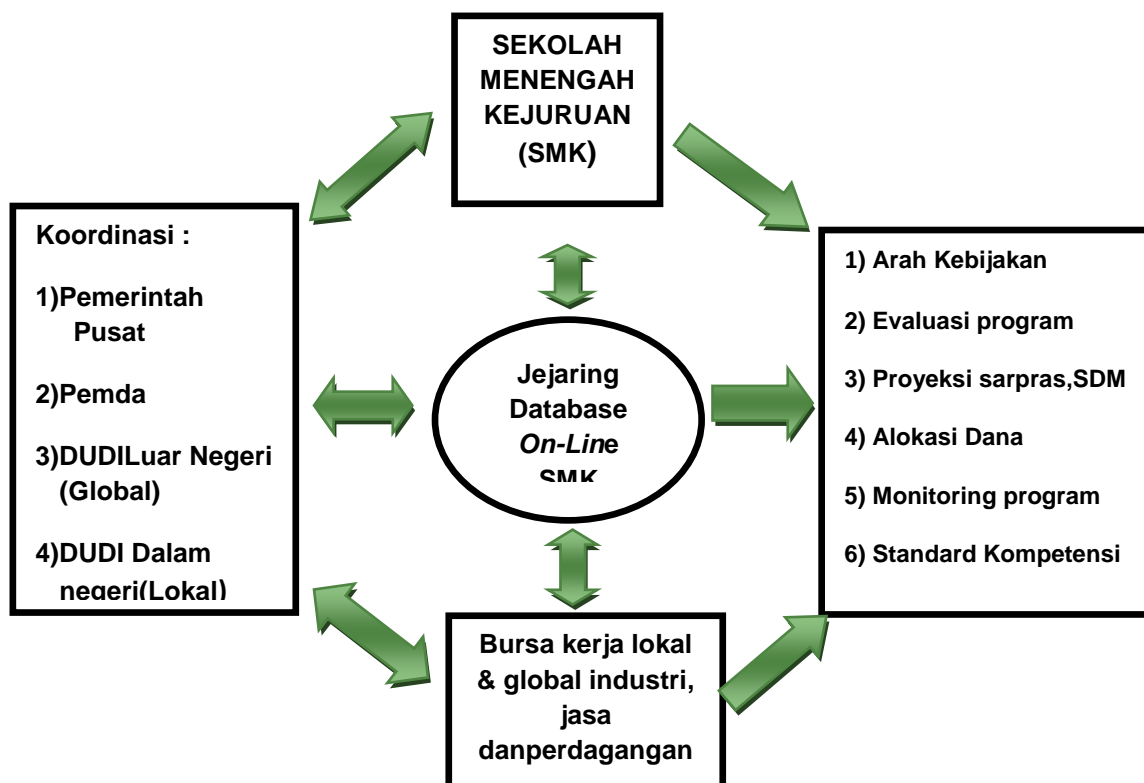 SEKOLAH
MENENGAH
KEJURUAN
(SMK)
Koordinasi :
1)Pemerintah
Pusat
2)Pemda
3)DUDILuar Negeri
(Global)
4)DUDI Dalam
negeri(Lokal)
Jejaring
Database
On-Line
SMK
1) Arah Kebijakan
2) Evaluasi program
3) Proyeksi sarpras,SDM
4) Alokasi Dana
5) Monitoring program
6) Standard Kompetensi
Bursa kerja lokal
& global industri,
jasa
danperdagangan